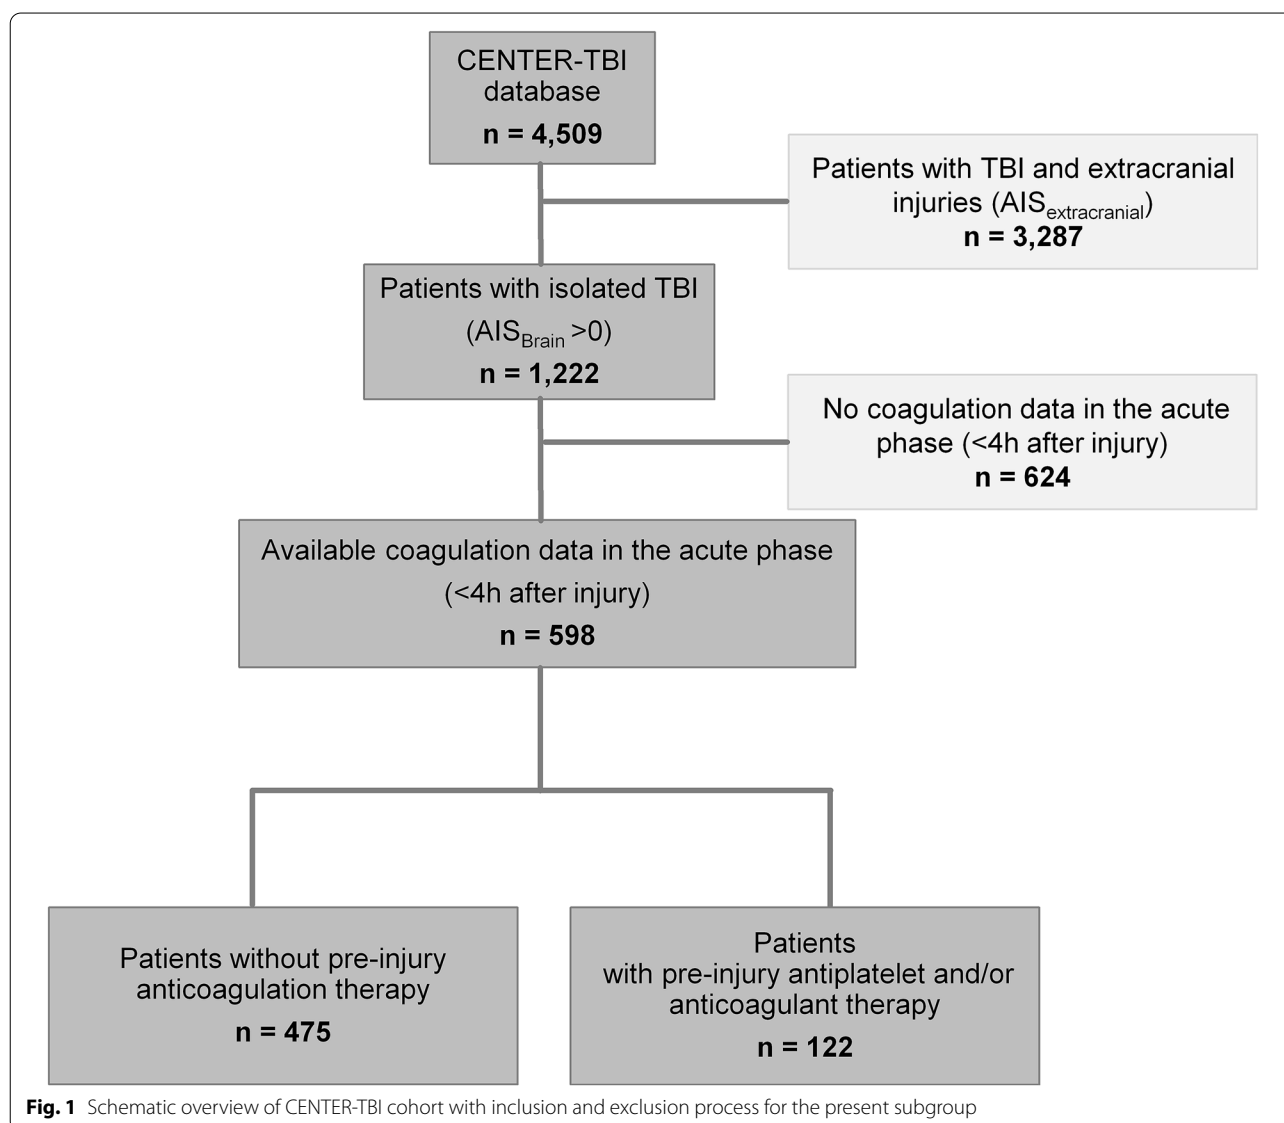 CENTER-TBI
database
n = 4,509
Patients with TBI and extracranial
injuries (AISextracranial)
n = 3,287
Patients with isolated TBI
(AISBrain >0)
n = 1,222
No coagulation data in the acute
phase (<4h after injury)
n = 624
Available coagulation data in the acute phase
(<4h after injury)
n = 598
Patients without pre-injury
anticoagulation therapy
n = 475
Patients
with pre-injury antiplatelet and/or
anticoagulant therapy
n = 122
Fig. 1 Schematic overview of CENTER-TBI cohort with inclusion and exclusion process for the present subgroup